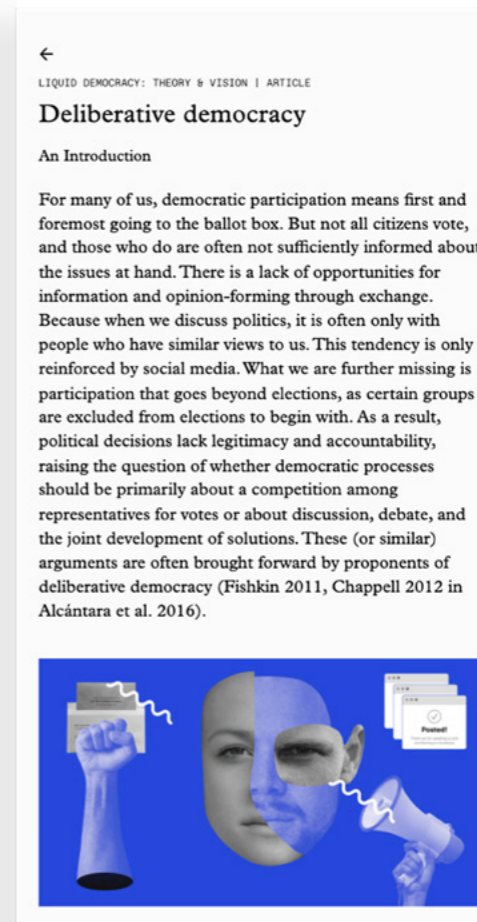 ←
LIQUID DEMOCRACY: THEORY & VISION | ARTICLE
Deliberative democracy
An Introduction
For many of us, democratic participation means first and
foremost going to the ballot box. But not all citizens vote,
and those who do are often not sufficiently informed about
the issues at hand. There is a lack of opportunities for
information and opinion-forming through exchange.
Because when we discuss politics, it is often only with
people who have similar views to us. This tendency is only
reinforced by social media. What we are further missing is
participation that goes beyond elections, as certain groups
are excluded from elections to begin with. As a result,
political decisions lack legitimacy and accountability,
raising the question of whether democratic processes
should be primarily about a competition among
representatives for votes or about discussion, debate, and
the joint development of solutions. These (or similar)
arguments are often brought forward by proponents of
deliberative democracy (Fishkin 2011, Chappell 2012 in
Alcántara et al. 2016).
Posted!